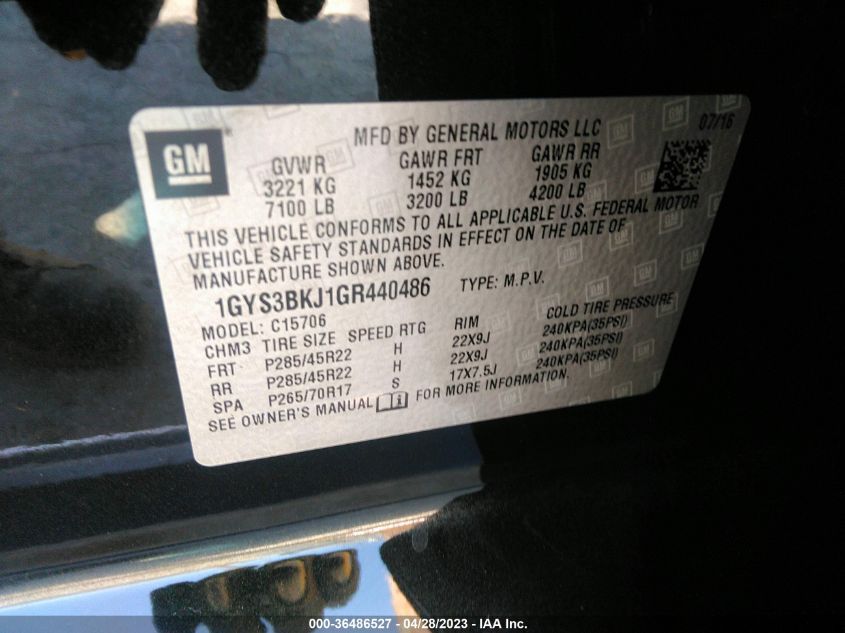 GM
MFD BY GENERAL MOTORS LLC 07/16
GVWR GAWR FRT GAWR RR
3221 KG 1452 KG 1905 KG
7100 LB 3200 LB 4200 LB
THIS VEHICLE CONFORMS TO ALL APPLICABLE U.S. FEDERAL MOTOR
VEHICLE SAFETY STANDARDS IN EFFECT ON THE DATE OF
MANUFACTURE SHOWN ABOVE.
1GYS3BKJ1GR440486 TYPE: M.P.V.
MODEL: C15706
CHM3 TIRE SIZE SPEED RTG RIM COLD TIRE PRESSURE
FRT P285/45R22 H 22X9J 240KPA(35PSI)
RR P285/45R22 H 22X9J 240KPA(35PSI)
SPA P265/70R17 S 17X7.5J 240KPA(35PSI)
SEE OWNER'S MANUAL FOR MORE INFORMATION.
000-36486527 - 04/28/2023 - IAA Inc.